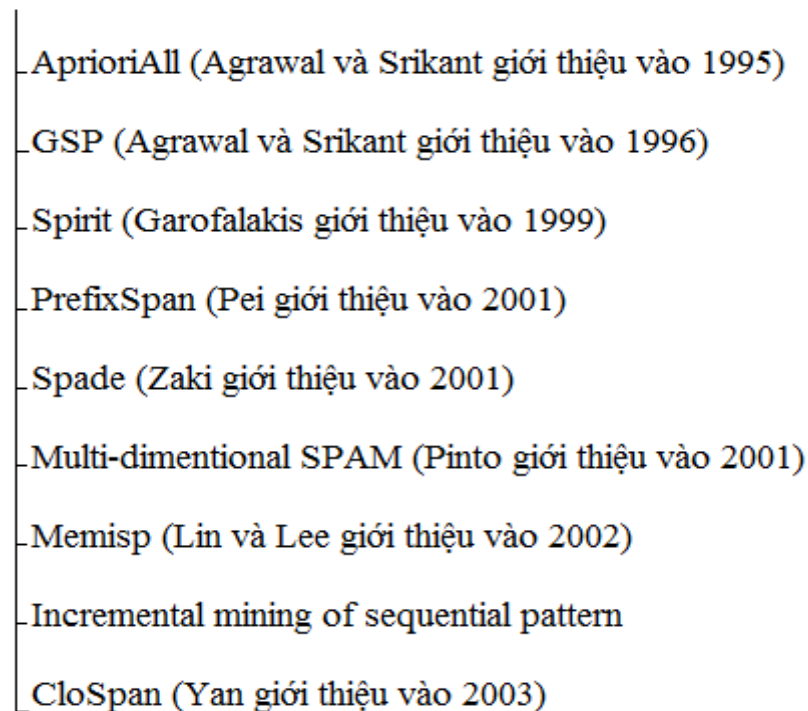 AprioriAll (Agrawal và Srikant giới thiệu vào 1995)
GSP (Agrawal và Srikant giới thiệu vào 1996)
Spirit (Garofalakis giới thiệu vào 1999)
PrefixSpan (Pei giới thiệu vào 2001)
Spade (Zaki giới thiệu vào 2001)
Multi-dimentional SPAM (Pinto giới thiệu vào 2001)
Memisp (Lin và Lee giới thiệu vào 2002)
Incremental mining of sequential pattern
CloSpan (Yan giới thiệu vào 2003)